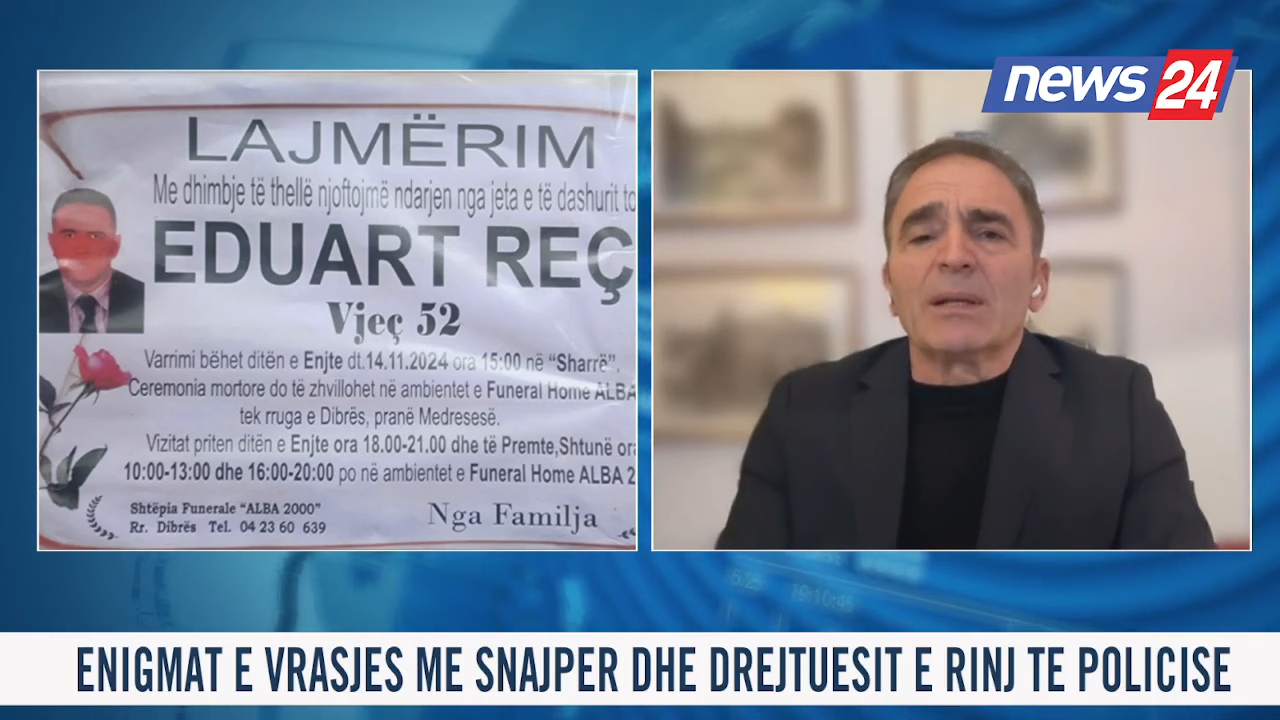 news 24
LAJMËRIM
Me dhimbje të thellë njoftojmë ndarjen nga jeta e të dashurit to
EDUART REÇ
Vjeç 52
Varrimi bëhet ditën e Enjte dt.14.11.2024 ora 15:00 në “Sharrë”.
Ceremonia mortore do të zhvillohet në ambientet e Funeral Home ALBA
tek rruga e Dibrës, pranë Medresesë.
Vizitat priten ditën e Enjte ora 18.00-21.00 dhe të Premte,Shtunë ora
10:00-13:00 dhe 16:00-20:00 po në ambientet e Funeral Home ALBA 2
Shtëpia Funerale “ALBA 2000”
Rr. Dibrës Tel. 04 23 60 639
Nga Familja
ENIGMAT E VRASJES ME SNAJPER DHE DREJTUESIT E RINJ TE POLICISE